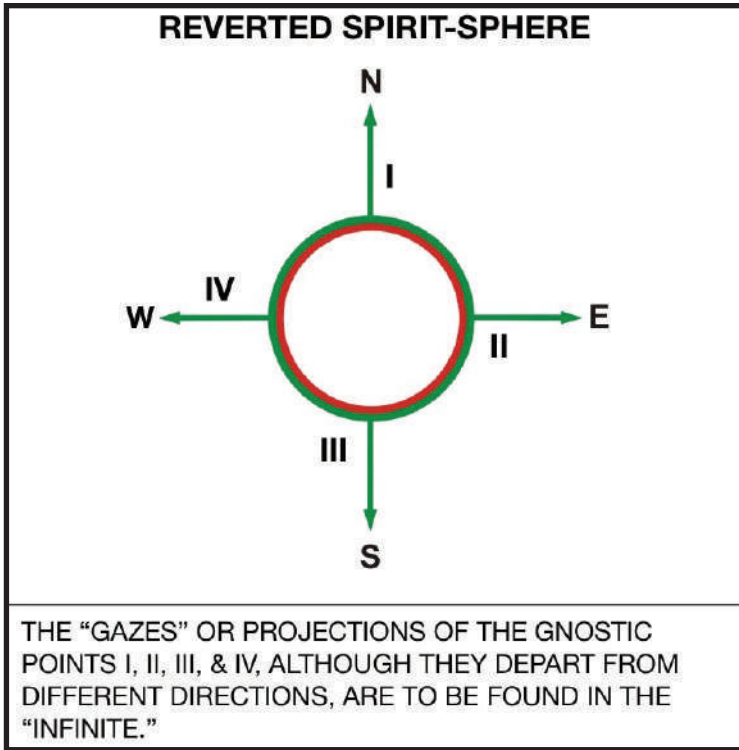 REVERTED SPIRIT-SPHERE
N
I
IV
W
E
II
III
S
THE “GAZES” OR PROJECTIONS OF THE GNOSTIC
POINTS I, II, III, & IV, ALTHOUGH THEY DEPART FROM
DIFFERENT DIRECTIONS, ARE TO BE FOUND IN THE
“INFINITE.”